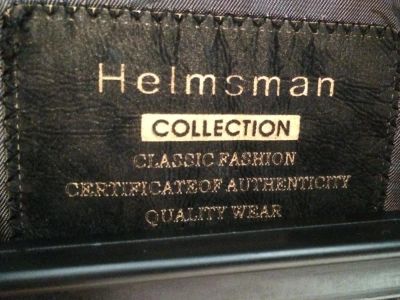 Helmsman
COLLECTION
CLASSIC FASHION
CERTIFICATEOF AUTHENTICITY
QUALITY WEAR